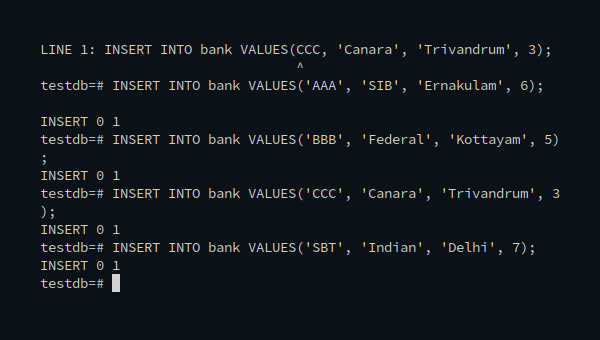 LINE 1: INSERT INTO bank VALUES(CCC, 'Canara', 'Trivandrum', 3);
^
testdb=# INSERT INTO bank VALUES('AAA', 'SIB', 'Ernakulam', 6);
INSERT 0 1
testdb=# INSERT INTO bank VALUES('BBB', 'Federal', 'Kottayam', 5)
;
INSERT 0 1
testdb=# INSERT INTO bank VALUES('CCC', 'Canara', 'Trivandrum', 3
);
INSERT 0 1
testdb=# INSERT INTO bank VALUES('SBT', 'Indian', 'Delhi', 7);
INSERT 0 1
testdb=#